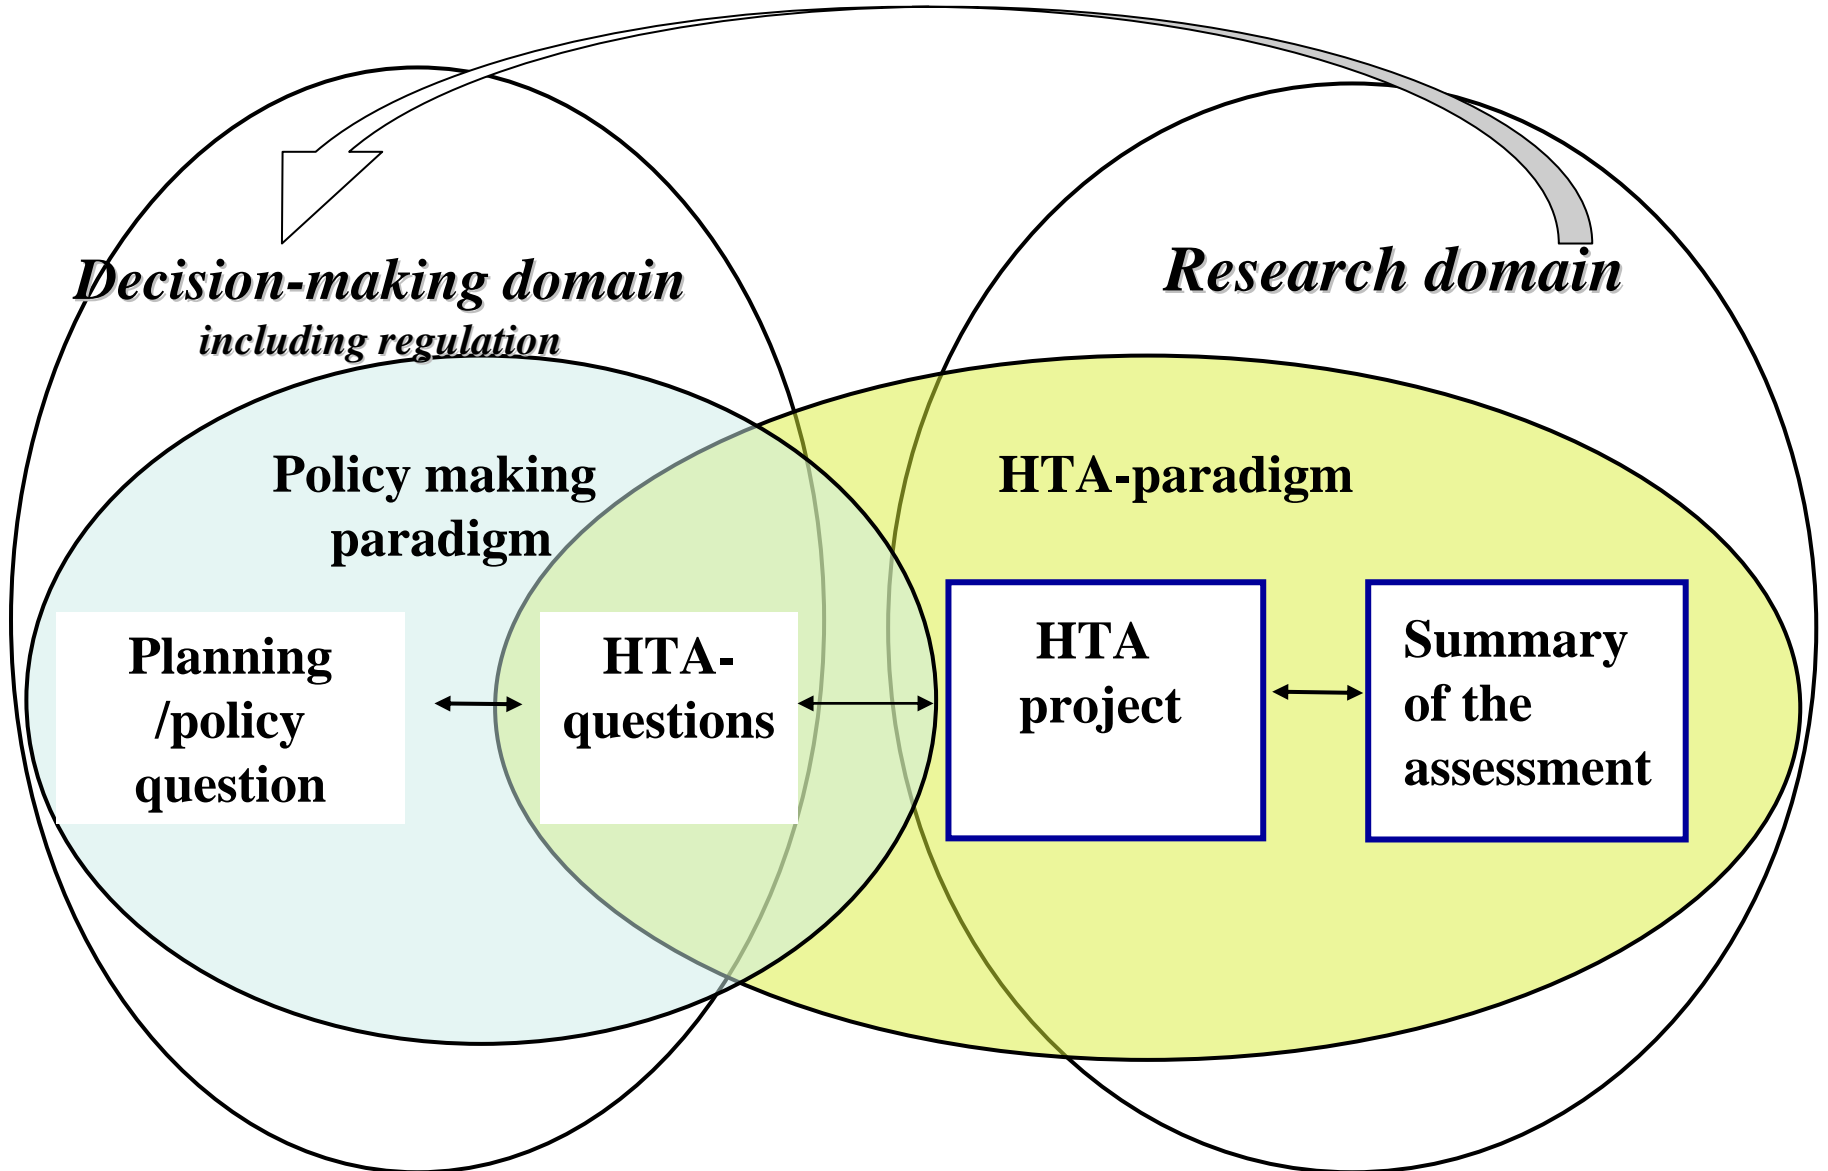 Decision-making domain
including regulation
Research domain
Policy making
paradigm
HTA-paradigm
Planning
/policy
question
HTA-
questions
HTA
project
Summary
of the
assessment